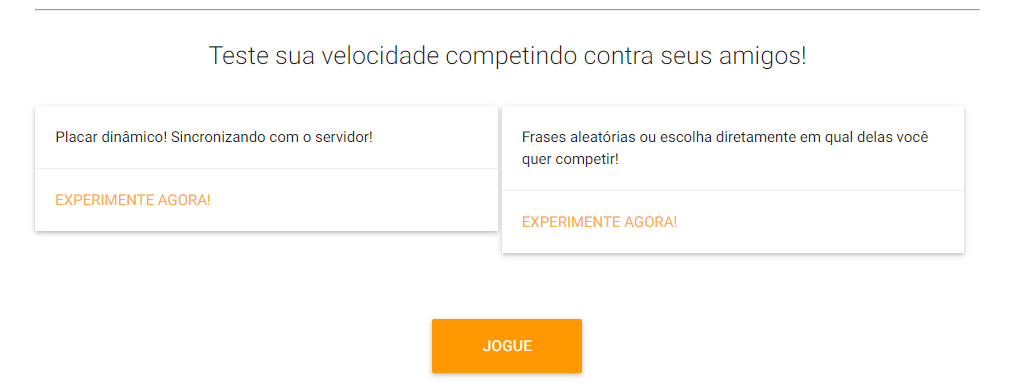 Teste sua velocidade competindo contra seus amigos!
Placar dinâmico! Sincronizando com o servidor!
EXPERIMENTE AGORA!
Frases aleatórias ou escolha diretamente em qual delas você
quer competir!
EXPERIMENTE AGORA!
JOGUE